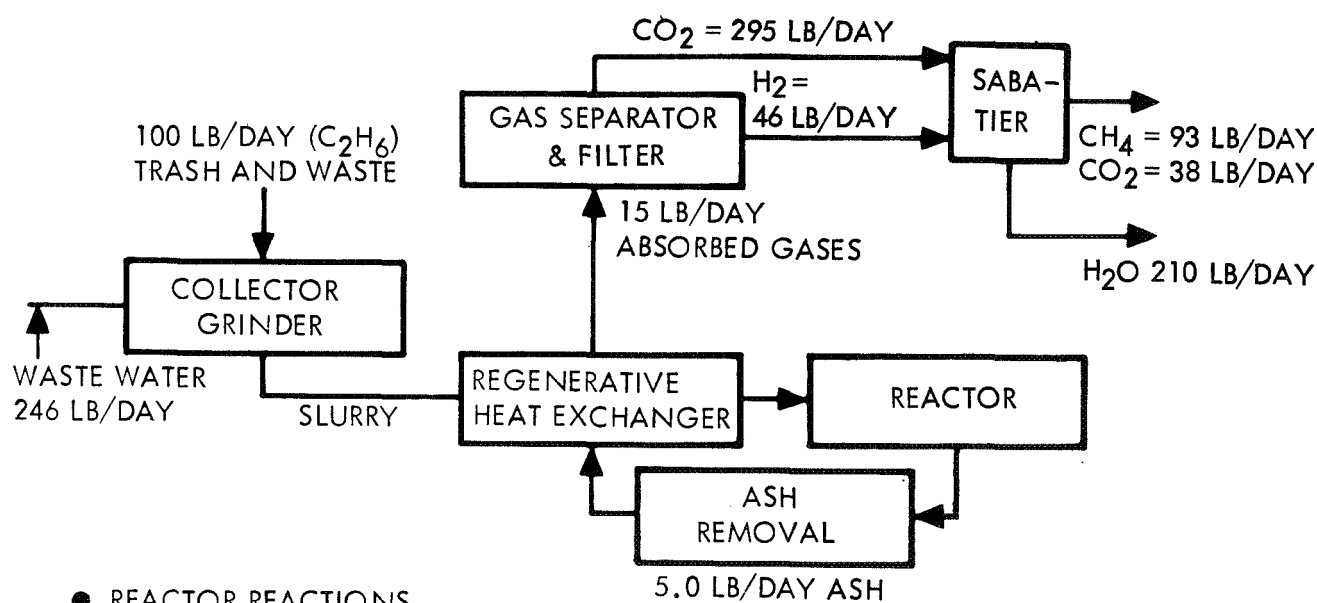 CO2 = 295 LB/DAY
H2 =
46 LB/DAY
SABA-
TIER
GAS SEPARATOR
& FILTER
100 LB/DAY (C2H6)
TRASH AND WASTE
CH4 = 93 LB/DAY
CO2 = 38 LB/DAY
15 LB/DAY
ABSORBED GASES
H2O 210 LB/DAY
COLLECTOR
GRINDER
WASTE WATER
246 LB/DAY
SLURRY
REGENERATIVE
HEAT EXCHANGER
REACTOR
ASH
REMOVAL
5.0 LB/DAY ASH
● REACTOR REACTIONS